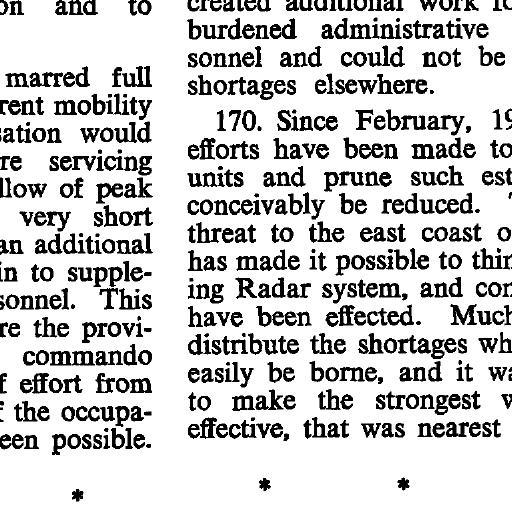 on and to
marred full
rent mobility
sation would
re servicing
llow of peak
very short
an additional
in to supple-
sonnel. This
re the provi-
commando
f effort from
f the occupa-
een possible.
*
created additional work
burdened administrative
sonnel and could not be
shortages elsewhere.
170. Since February, 19
efforts have been made to
units and prune such est
conceivably be reduced.
threat to the east coast o
has made it possible to thin
ing Radar system, and con
have been effected. Much
distribute the shortages wh
easily be borne, and it wa
to make the strongest
effective, that was nearest
* *